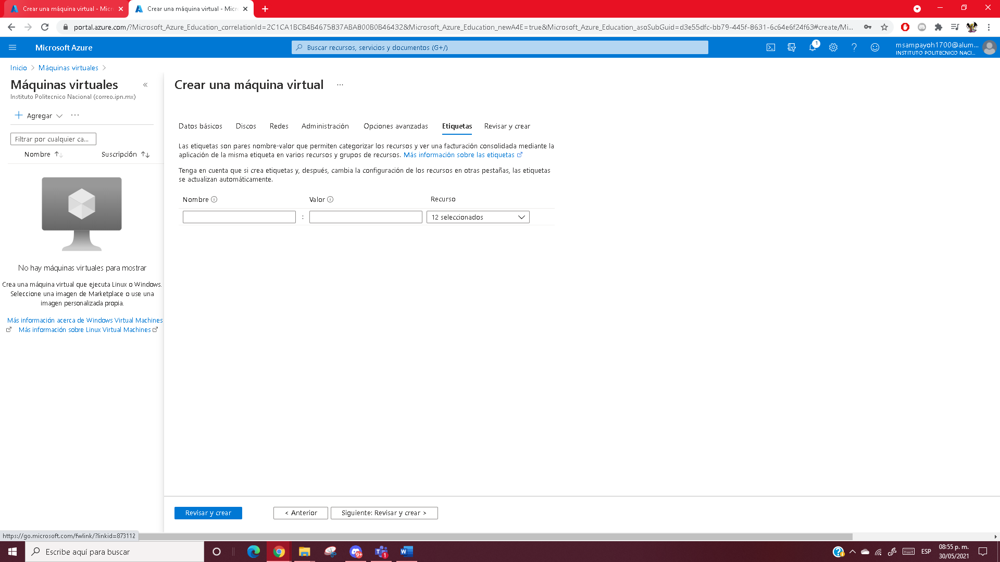 Crear una máquina virtual - Micr
Crear una máquina virtual - Micr
portal.azure.com/?Microsoft_Azure_Education_correlationId=2C1CA1BCB4B4675837ABA800B0B46432&Microsoft_Azure_Education_newA4E=true&Microsoft_Azure_Education_asoSubGuid=d3e55dfc-bb79-445f-8631-6c64e6f24f63#create/Mi...
Microsoft Azure
Buscar recursos, servicios y documentos (G+/)
1
msampayoh1700@alum...
INSTITUTO POLITECNICO NACI...
Inicio > Máquinas virtuales >
Máquinas virtuales «
Instituto Politecnico Nacional (correo.ipn.mx)
+ Agregar ...
Filtrar por cualquier ca...
Nombre Suscripción
No hay máquinas virtuales para mostrar
Crea una máquina virtual que ejecuta Linux o Windows.
Seleccione una imagen de Marketplace o use una
imagen personalizada propia.
Más información acerca de Windows Virtual Machines
Más información sobre Linux Virtual Machines
Crear una máquina virtual ...
Datos básicos Discos Redes Administración Opciones avanzadas Etiquetas Revisar y crear
Las etiquetas son pares nombre-valor que permiten categorizar los recursos y ver una facturación consolidada mediante la
aplicación de la misma etiqueta en varios recursos y grupos de recursos. Más información sobre las etiquetas
Tenga en cuenta que si crea etiquetas y, después, cambia la configuración de los recursos en otras pestañas, las etiquetas
se actualizan automáticamente.
Nombre Valor Recurso
: 12 seleccionados
Revisar y crear < Anterior Siguiente: Revisar y crear >
https://go.microsoft.com/fwlink/?linkid=873112
Escribe aquí para buscar
9+
1
ESP
08:55 p. m.
30/05/2021